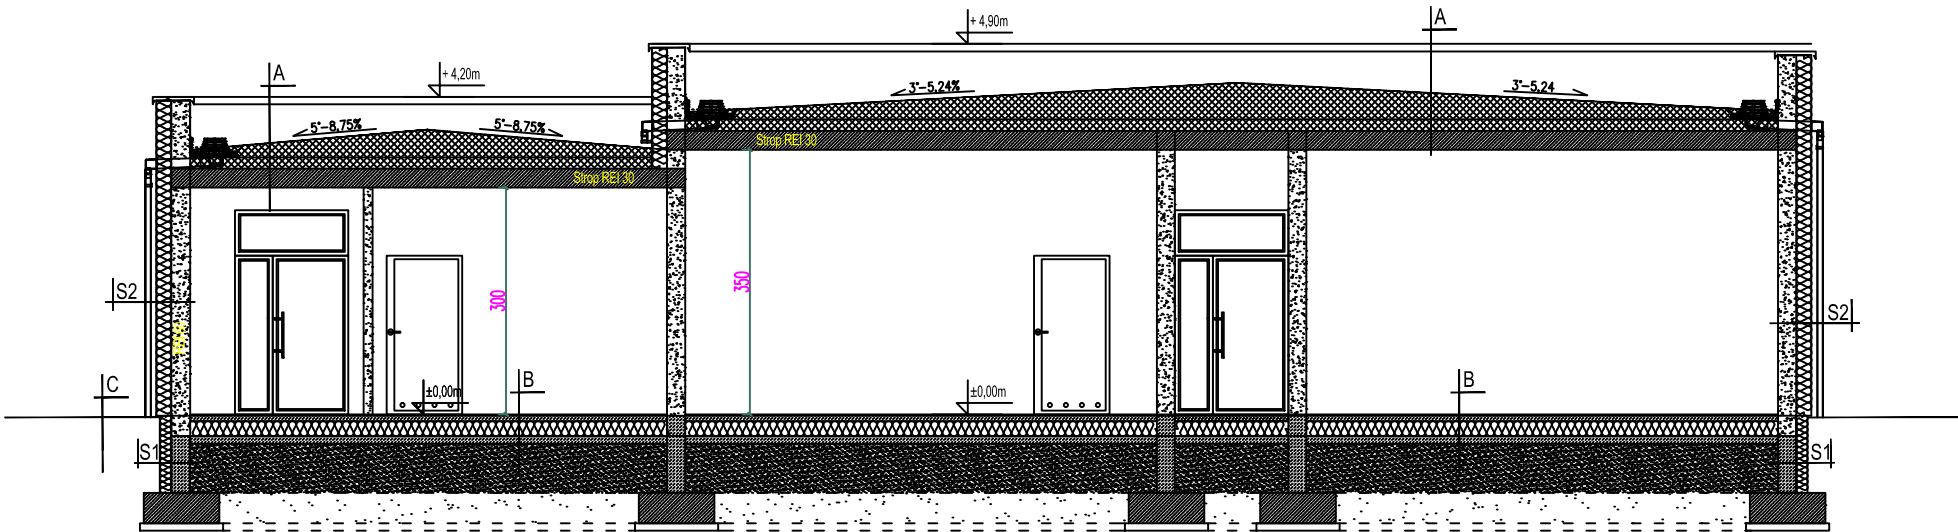 + 4,90m
A
A
+ 4,20m
3°-5,24%
3°-5,24
5°-8,75%
5°-8,75%
Strop REI 30
Strop REI 30
350
300
S2
S2
C
±0,00m
B
±0,00m
B
S1
S1